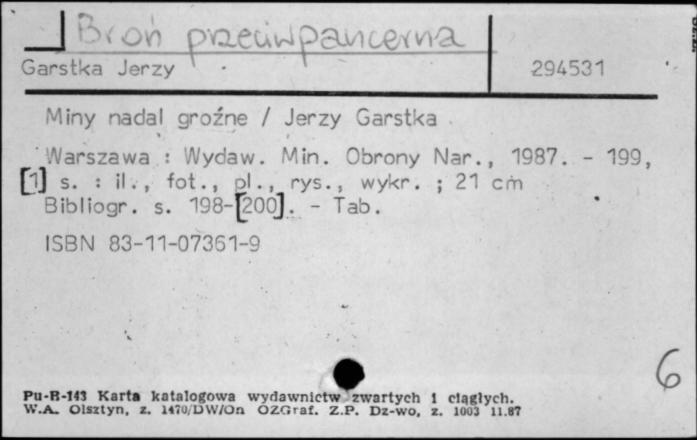 Broń przeciwpancerna
Garstka Jerzy 294531
Miny nadal groźne / Jerzy Garstka
Warszawa : Wydaw. Min. Obrony Nar., 1987. - 199,
[1] s. : il., fot., pl., rys., wykr. ; 21 cm
Bibliogr. s. 198-[200]. - Tab.
ISBN 83-11-07361-9
6
Pu-B-143 Karta katalogowa wydawnictw zwartych i ciągłych.
W.A. Olsztyn, z. 1470/DW/On OZGraf. Z.P. Dz-wo, z. 1003 11.87